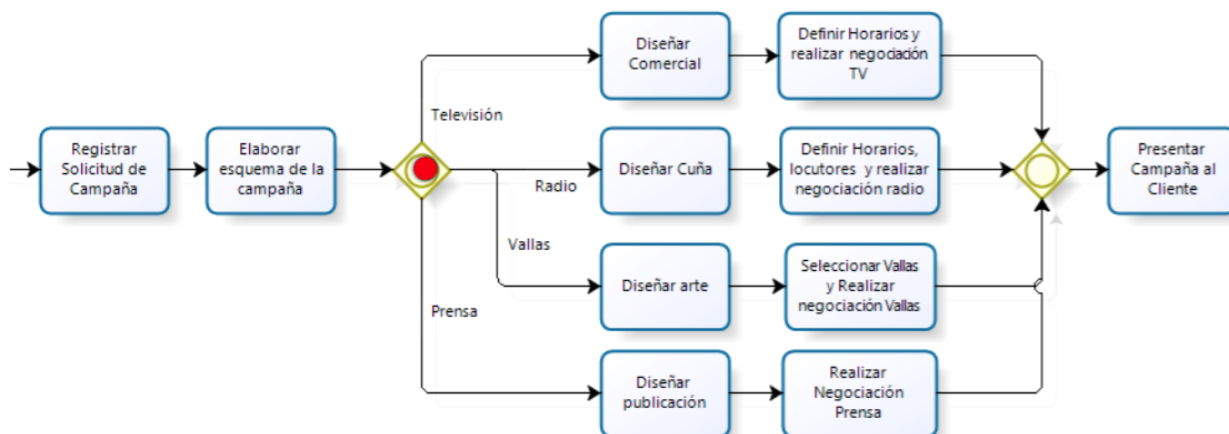 Diseñar
Comercial
Definir Horarios y
realizar negociación
TV
Televisión
Registrar
Solicitud de
Campaña
Elaborar
esquema de la
campaña
Radio
Diseñar Cuña
Definir Horarios,
locutores y realizar
negociación radio
Presentar
Campaña al
Cliente
Vallas
Diseñar arte
Seleccionar Vallas
y Realizar
negociación Vallas
Prensa
Diseñar
publicación
Realizar
Negociación
Prensa